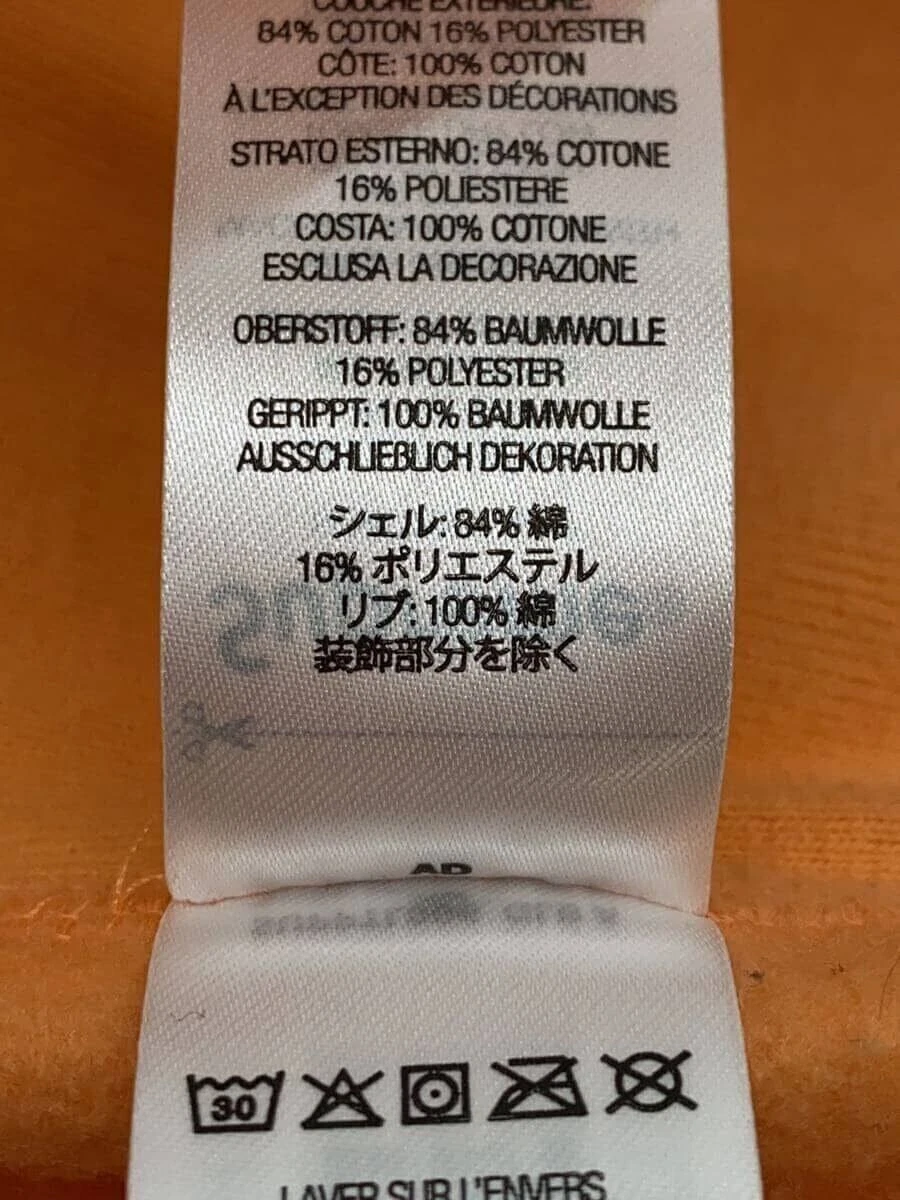 COUCHE EXTÉRIEURE:
84% COTON 16% POLYESTER
CÔTE: 100% COTON
À L'EXCEPTION DES DÉCORATIONS
STRATO ESTERNO: 84% COTONE
16% POLIESTERE
COSTA: 100% COTONE
ESCLUSA LA DECORAZIONE
OBERSTOFF: 84% BAUMWOLLE
16% POLYESTER
GERIPPT: 100% BAUMWOLLE
AUSSCHLIEßLICH DEKORATION
シェル: 84% 綿
16% ポリエステル
リブ: 100% 綿
装飾部分を除く
AD
30
LAVER SUR L'ENVERS